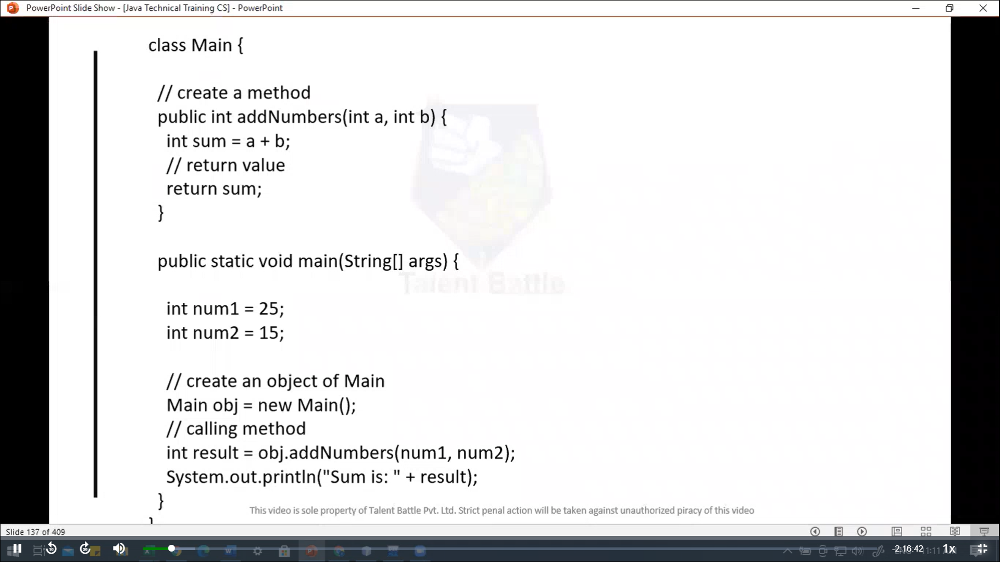 PowerPoint Slide Show - [Java Technical Training CS] - PowerPoint
class Main {
// create a method
public int addNumbers(int a, int b) {
int sum = a + b;
// return value
return sum;
}
public static void main(String[] args) {
Talent Battle
int num1 = 25;
int num2 = 15;
// create an object of Main
Main obj = new Main();
// calling method
int result = obj.addNumbers(num1, num2);
System.out.println("Sum is: " + result);
}
This video is sole property of Talent Battle Pvt. Ltd. Strict penal action will be taken against unauthorized piracy of this video
}
Slide 137 of 409
10
30
-2:16:42
1x